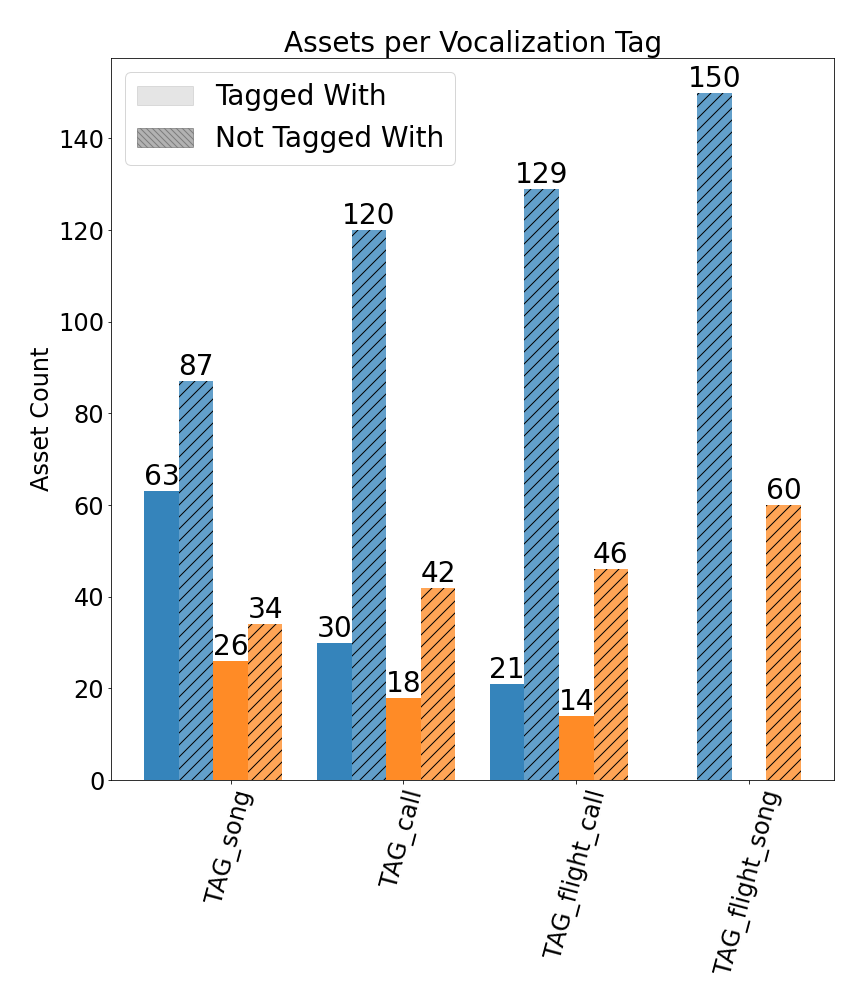 Assets per Vocalization Tag
Tagged With
Not Tagged With
Asset Count
140
120
100
80
60
40
20
0
63
87
26
34
30
120
18
42
21
129
14
46
150
60
TAG_song
TAG_call
TAG_flight_call
TAG_flight_song